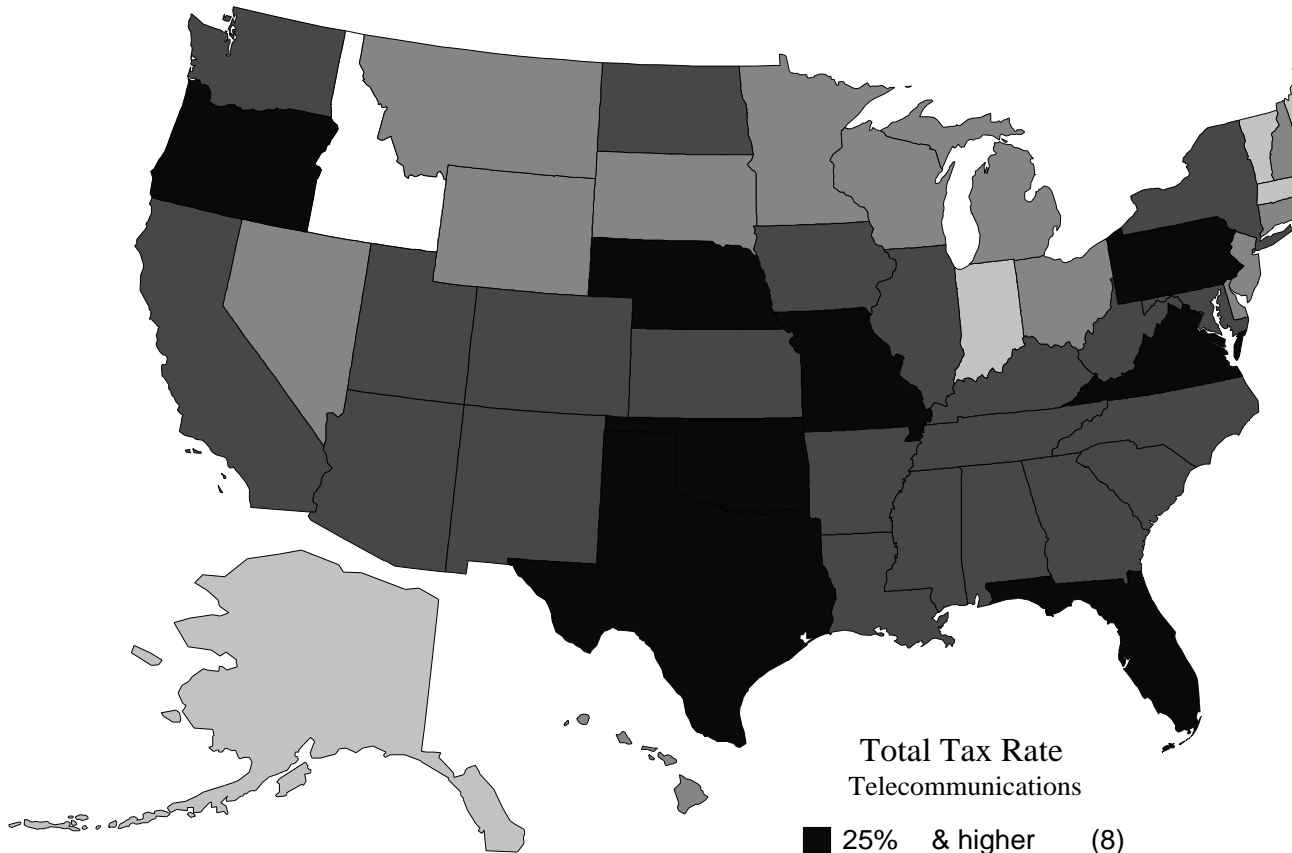 Total Tax Rate
Telecommunications
25% & higher (8)